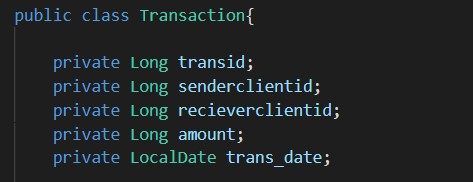 public class Transaction{
private Long transid;
private Long senderclientid;
private Long recieverclientid;
private Long amount;
private LocalDate trans_date;